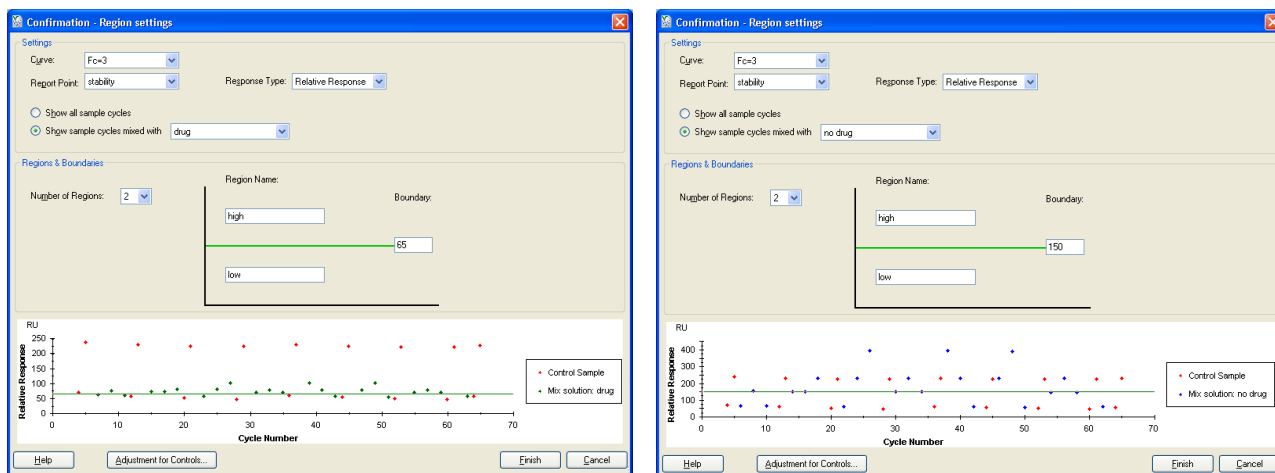 Confirmation - Region settings
Settings
Curve: Fc=3
Report Point: stability Response Type: Relative Response
Show all sample cycles
Show sample cycles mixed with drug
Regions & Boundaries
Number of Regions: 2
Region Name:
Boundary:
high
65
low
RU
Relative Response
250
200
150
100
50
0
0 10 20 30 40 50 60 70
Cycle Number
Control Sample
Mix solution: drug
Help Adjustment for Controls... Finish Cancel
Confirmation - Region settings
Settings
Curve: Fc=3
Report Point: stability Response Type: Relative Response
Show all sample cycles
Show sample cycles mixed with no drug
Regions & Boundaries
Number of Regions: 2
Region Name:
Boundary:
high
150
low
RU
Relative Response
400
300
200
100
0
0 10 20 30 40 50 60 70
Cycle Number
Control Sample
Mix solution: no drug
Help Adjustment for Controls... Finish Cancel